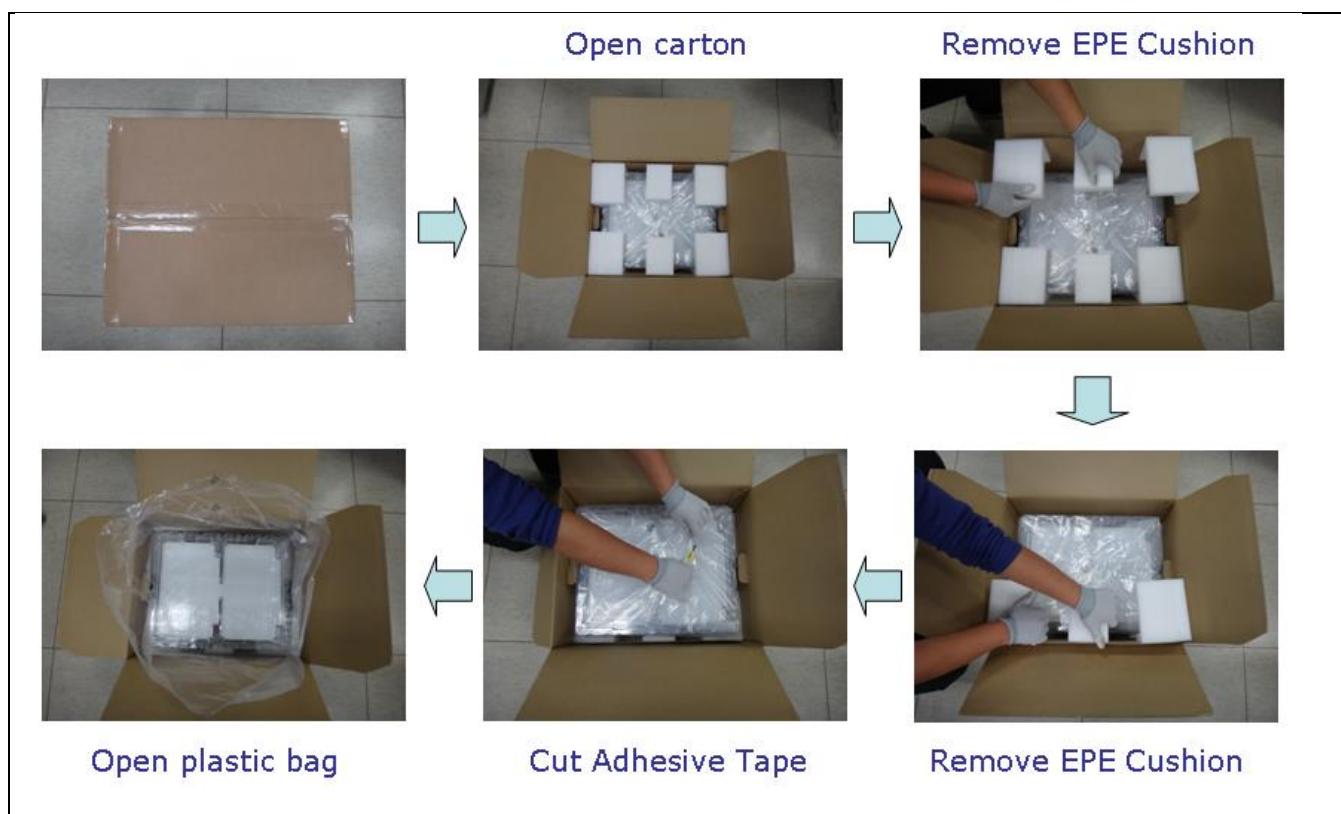 Open carton
Remove EPE Cushion
Remove EPE Cushion
Cut Adhesive Tape
Open plastic bag